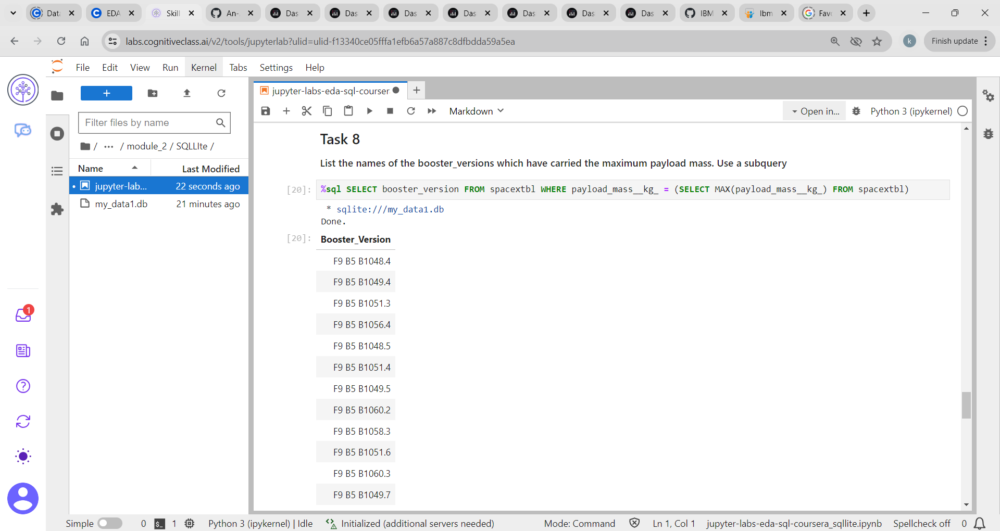 Data
EDA
Skill
An-
Das
Das
Das
Das
Das
Das
Das
IBM
Ibm
Favo
labs.cognitiveclass.ai/v2/tools/jupyterlab?ulid=ulid-f13340ce05fffa1efb6a57a887c8dfbdda59a5ea
k
Finish update
File Edit View Run Kernel Tabs Settings Help
jupyter-labs-eda-sql-courser
Filter files by name
/ ··· / module_2 / SQLLIte /
Name Last Modified
jupyter-lab... 22 seconds ago
my_data1.db 21 minutes ago
Markdown
Open in...
Python 3 (ipykernel)
Task 8
List the names of the booster_versions which have carried the maximum payload mass. Use a subquery
[20]: %sql SELECT booster_version FROM spacextbl WHERE payload_mass__kg_ = (SELECT MAX(payload_mass__kg_) FROM spacextbl)
* sqlite:///my_data1.db
Done.
[20]: Booster_Version
F9 B5 B1048.4
F9 B5 B1049.4
F9 B5 B1051.3
F9 B5 B1056.4
F9 B5 B1048.5
F9 B5 B1051.4
F9 B5 B1049.5
F9 B5 B1060.2
F9 B5 B1058.3
F9 B5 B1051.6
F9 B5 B1060.3
F9 B5 B1049.7
1
Simple 0 $_ 1 Python 3 (ipykernel) | Idle Initialized (additional servers needed) Mode: Command Ln 1, Col 1 jupyter-labs-eda-sql-coursera_sqllite.ipynb Spellcheck off 0